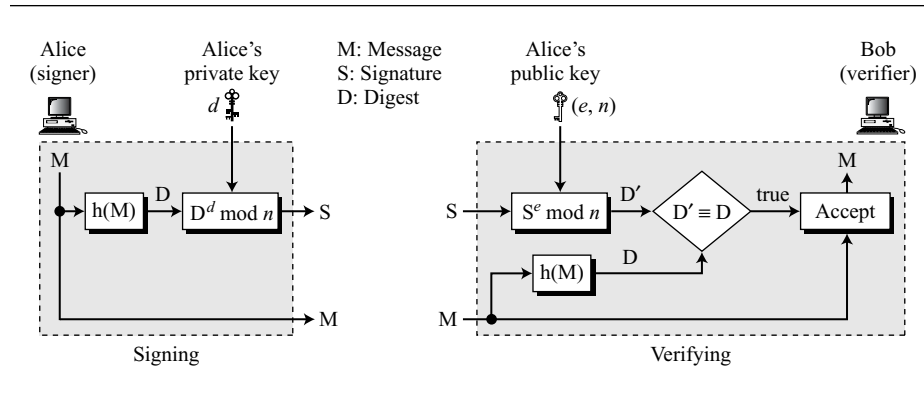 Alice
(signer)
Alice's
private key
d
M: Message
S: Signature
D: Digest
Alice's
public key
(e, n)
Bob
(verifier)
M
h(M)
D
D^d mod n
S
M
Signing
S
S^e mod n
D′
D′ ≡ D
true
M
Accept
h(M)
D
M
Verifying